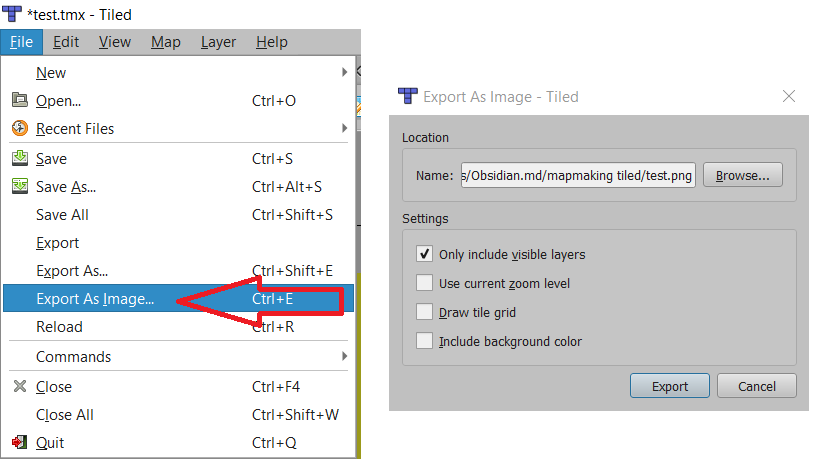 *test.tmx - Tiled
File Edit View Map Layer Help
New
Open... Ctrl+O
Recent Files
Save Ctrl+S
Save As... Ctrl+Alt+S
Save All Ctrl+Shift+S
Export
Export As... Ctrl+Shift+E
Export As Image... Ctrl+E
Reload Ctrl+R
Commands
Close Ctrl+F4
Close All Ctrl+Shift+W
Quit Ctrl+Q
Export As Image - Tiled
Location
Name: s/Obsidian.md/mapmaking tiled/test.png Browse...
Settings
Only include visible layers
Use current zoom level
Draw tile grid
Include background color
Export Cancel